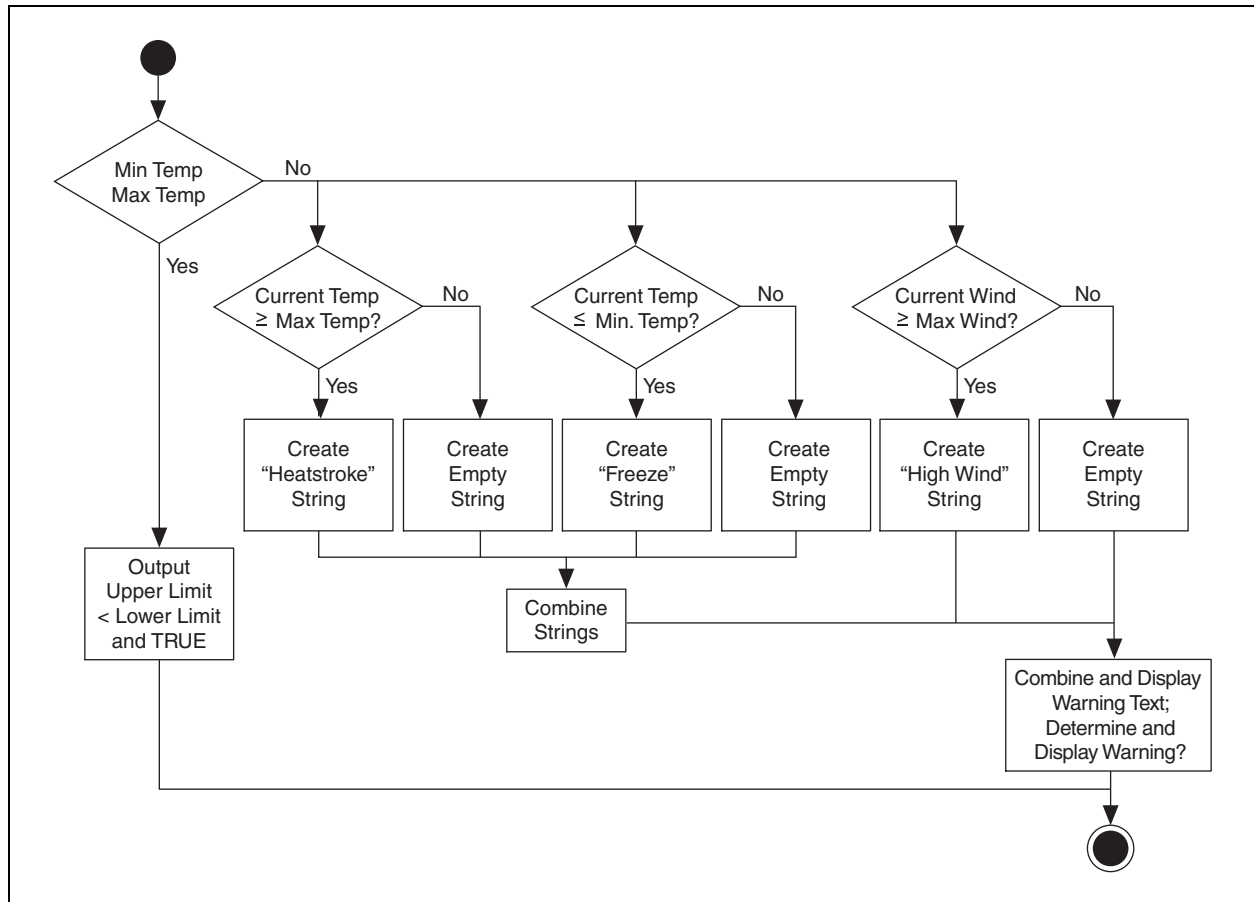 Min Temp
Max Temp
No
Yes
Current Temp
≥ Max Temp?
No
Yes
Current Temp
≤ Min. Temp?
No
Yes
Current Wind
≥ Max Wind?
No
Yes
Create
“Heatstroke”
String
Create
Empty
String
Create
“Freeze”
String
Create
Empty
String
Create
“High Wind”
String
Create
Empty
String
Output
Upper Limit
< Lower Limit
and TRUE
Combine
Strings
Combine and Display
Warning Text;
Determine and
Display Warning?